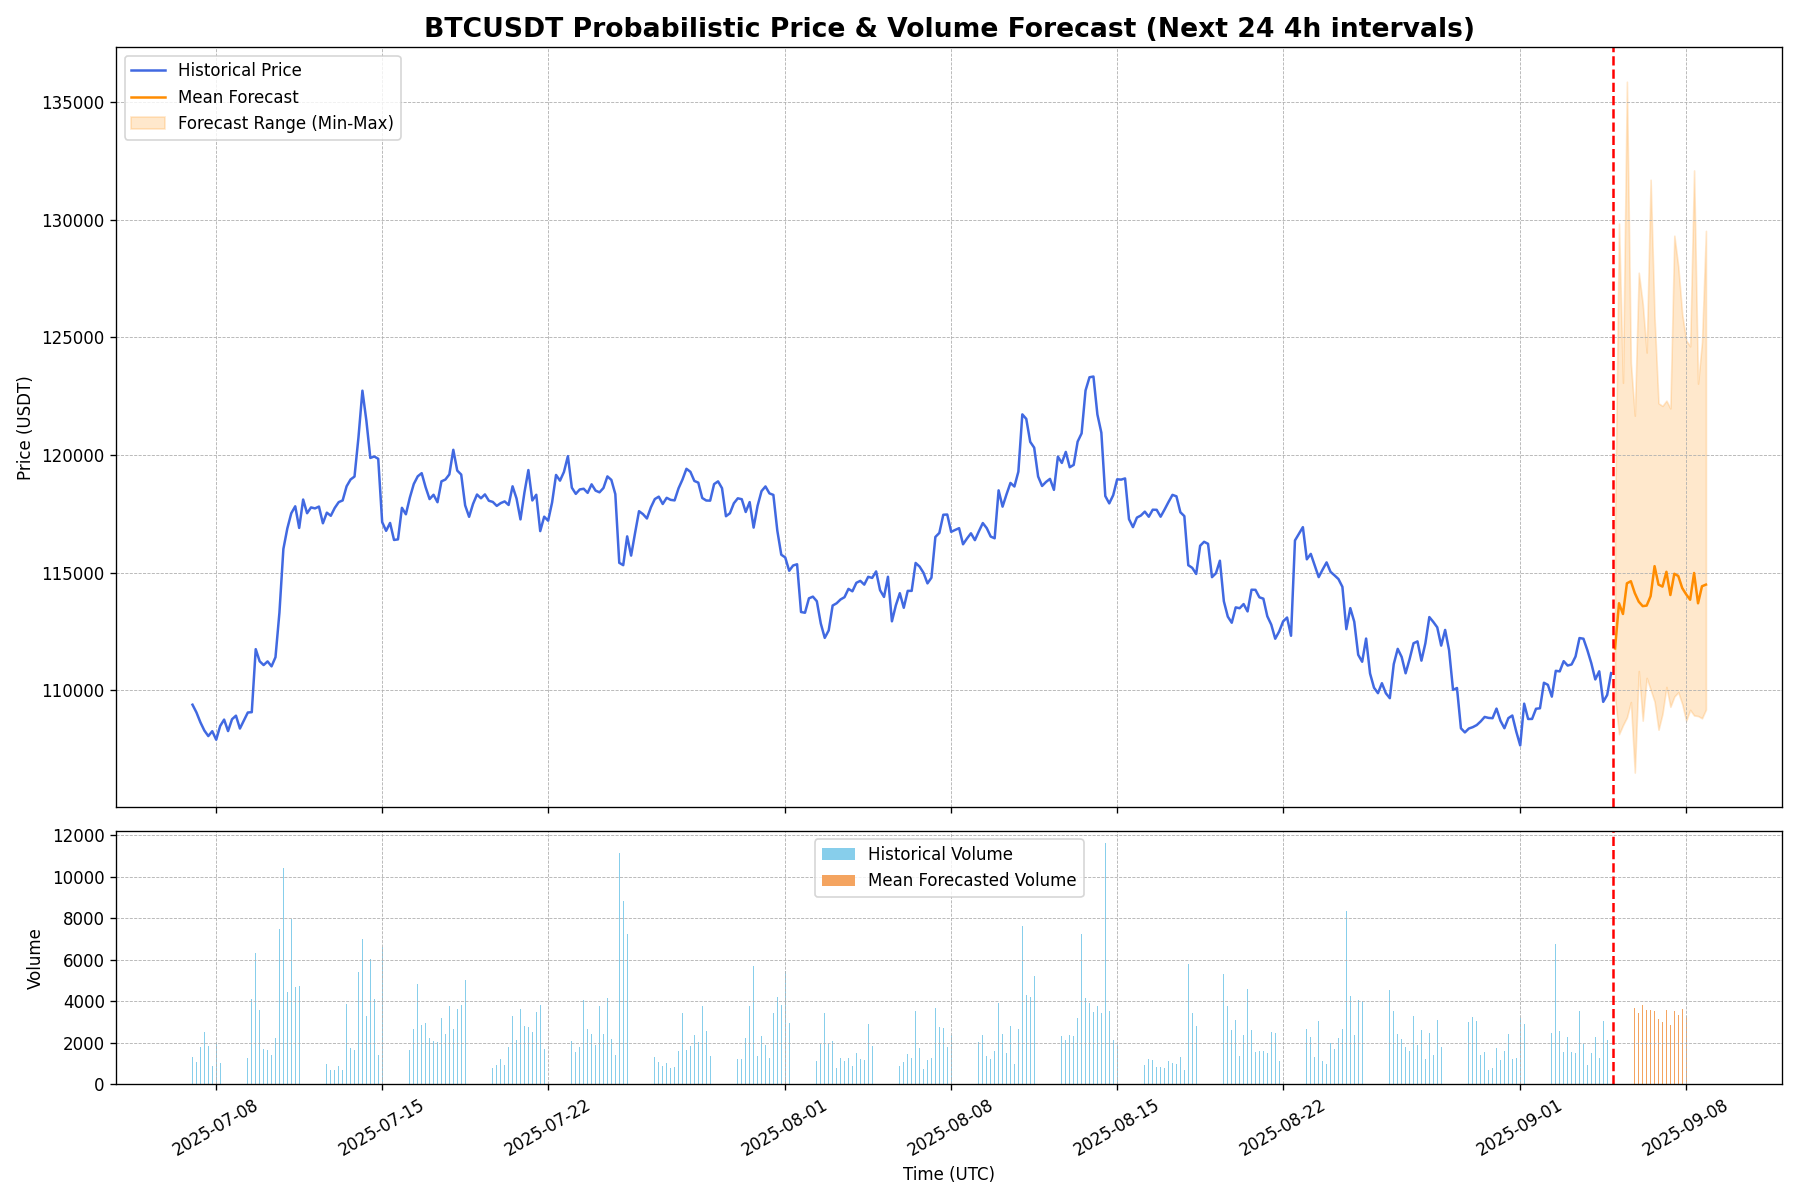 BTCUSDT Probabilistic Price & Volume Forecast (Next 24 4h intervals)
Historical Price
Mean Forecast
Forecast Range (Min-Max)
135000
130000
125000
120000
115000
110000
Price (USDT)
Historical Volume
Mean Forecasted Volume
12000
10000
8000
6000
4000
2000
0
Volume
2025-07-08
2025-07-15
2025-07-22
2025-08-01
2025-08-08
2025-08-15
2025-08-22
2025-09-01
2025-09-08
Time (UTC)